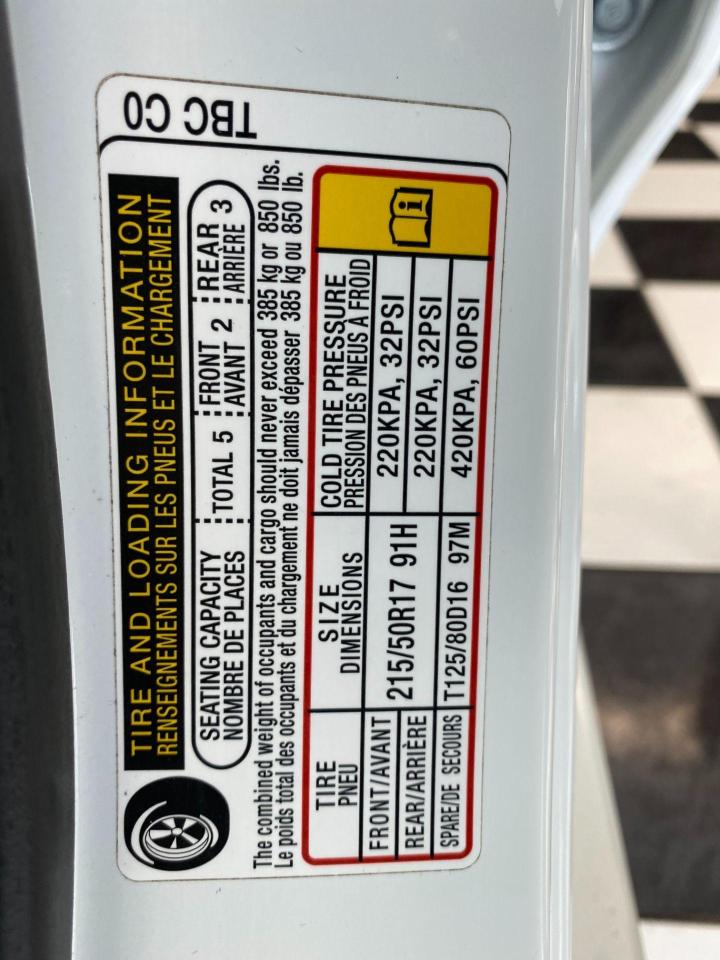 TBC C0
TIRE AND LOADING INFORMATION
RENSEIGNEMENTS SUR LES PNEUS ET LE CHARGEMENT
SEATING CAPACITY
NOMBRE DE PLACES
TOTAL 5
FRONT 2
AVANT
REAR 3
ARRIÈRE
The combined weight of occupants and cargo should never exceed 385 kg or 850 lbs.
Le poids total des occupants et du chargement ne doit jamais dépasser 385 kg ou 850 lb.
TIRE
PNEU
SIZE
DIMENSIONS
COLD TIRE PRESSURE
PRESSION DES PNEUS À FROID
FRONT/AVANT
215/50R17 91H
220KPA, 32PSI
REAR/ARRIÈRE
220KPA, 32PSI
SPARE/DE SECOURS
T125/80D16 97M
420KPA, 60PSI